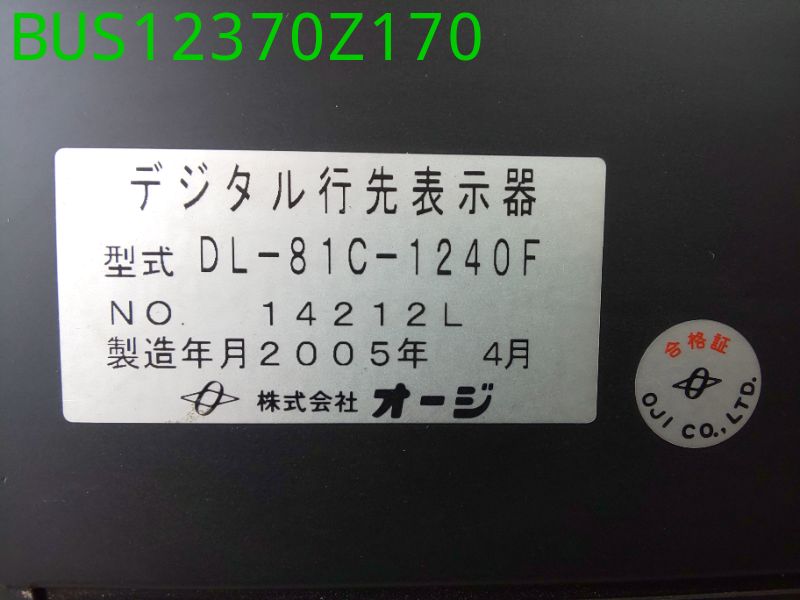 BUS12370Z170
デジタル行先表示器
型式 DL-81C-1240F
NO. 14212L
製造年月2005年 4月
株式会社 オージ
合格証
OJI CO.,LTD.